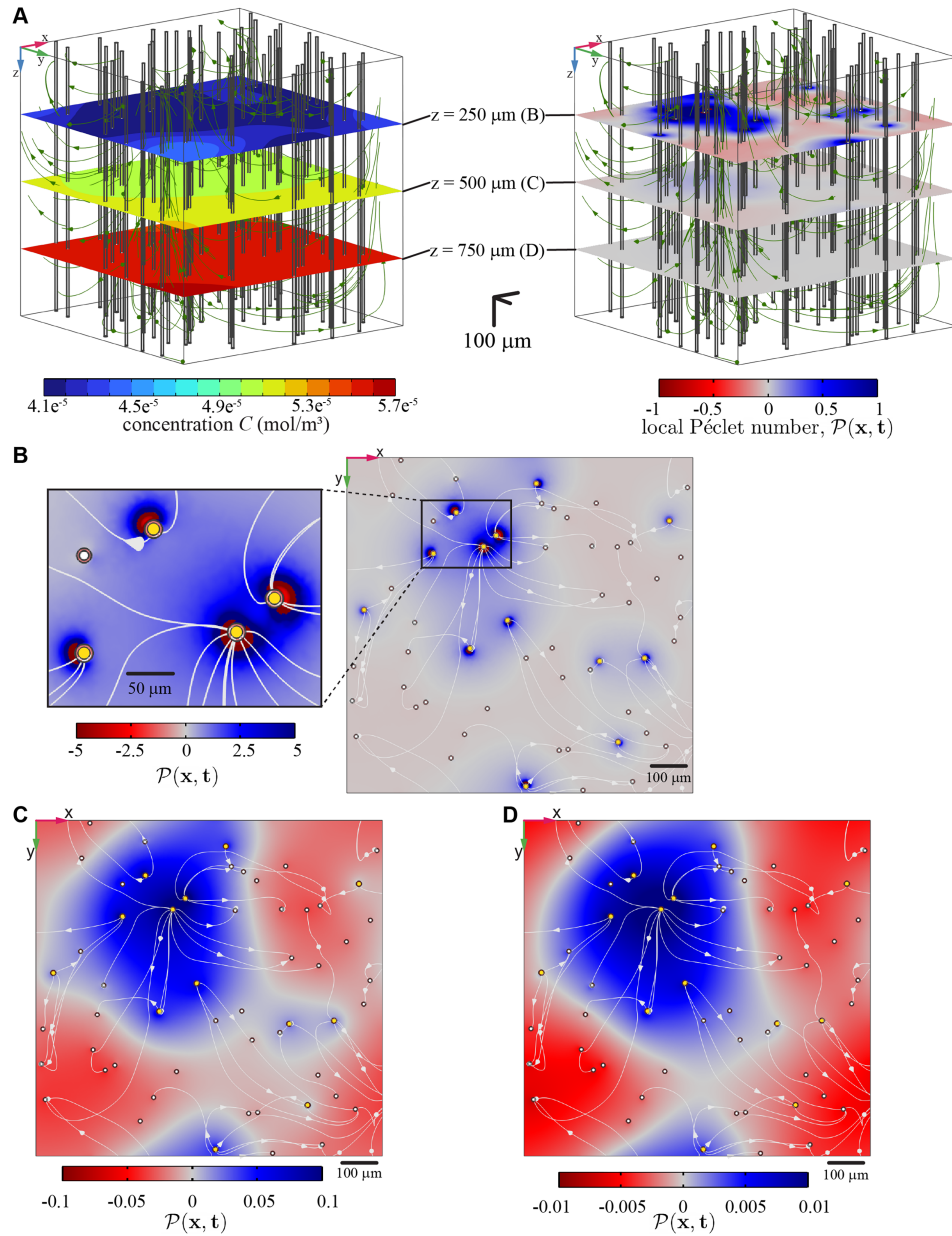 A
x
y
z
x
y
z
z = 250 µm (B)
z = 500 µm (C)
z = 750 µm (D)
100 µm
4.1e⁻⁵ 4.5e⁻⁵ 4.9e⁻⁵ 5.3e⁻⁵ 5.7e⁻⁵
concentration C (mol/m³)
-1 -0.5 0 0.5 1
local Péclet number, 𝒫(x, t)
B
x
y
50 µm
-5 -2.5 0 2.5 5
𝒫(x, t)
100 µm
C
x
y
D
x
y
100 µm
-0.1 -0.05 0 0.05 0.1
𝒫(x, t)
100 µm
-0.01 -0.005 0 0.005 0.01
𝒫(x, t)